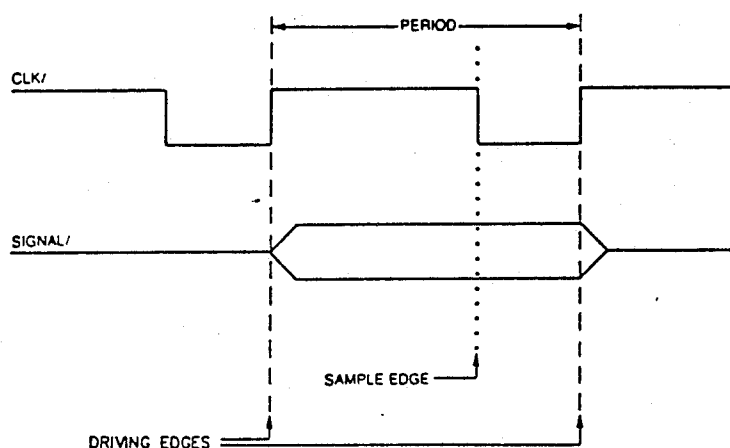 PERIOD
CLK/
SIGNAL/
SAMPLE EDGE
DRIVING EDGES